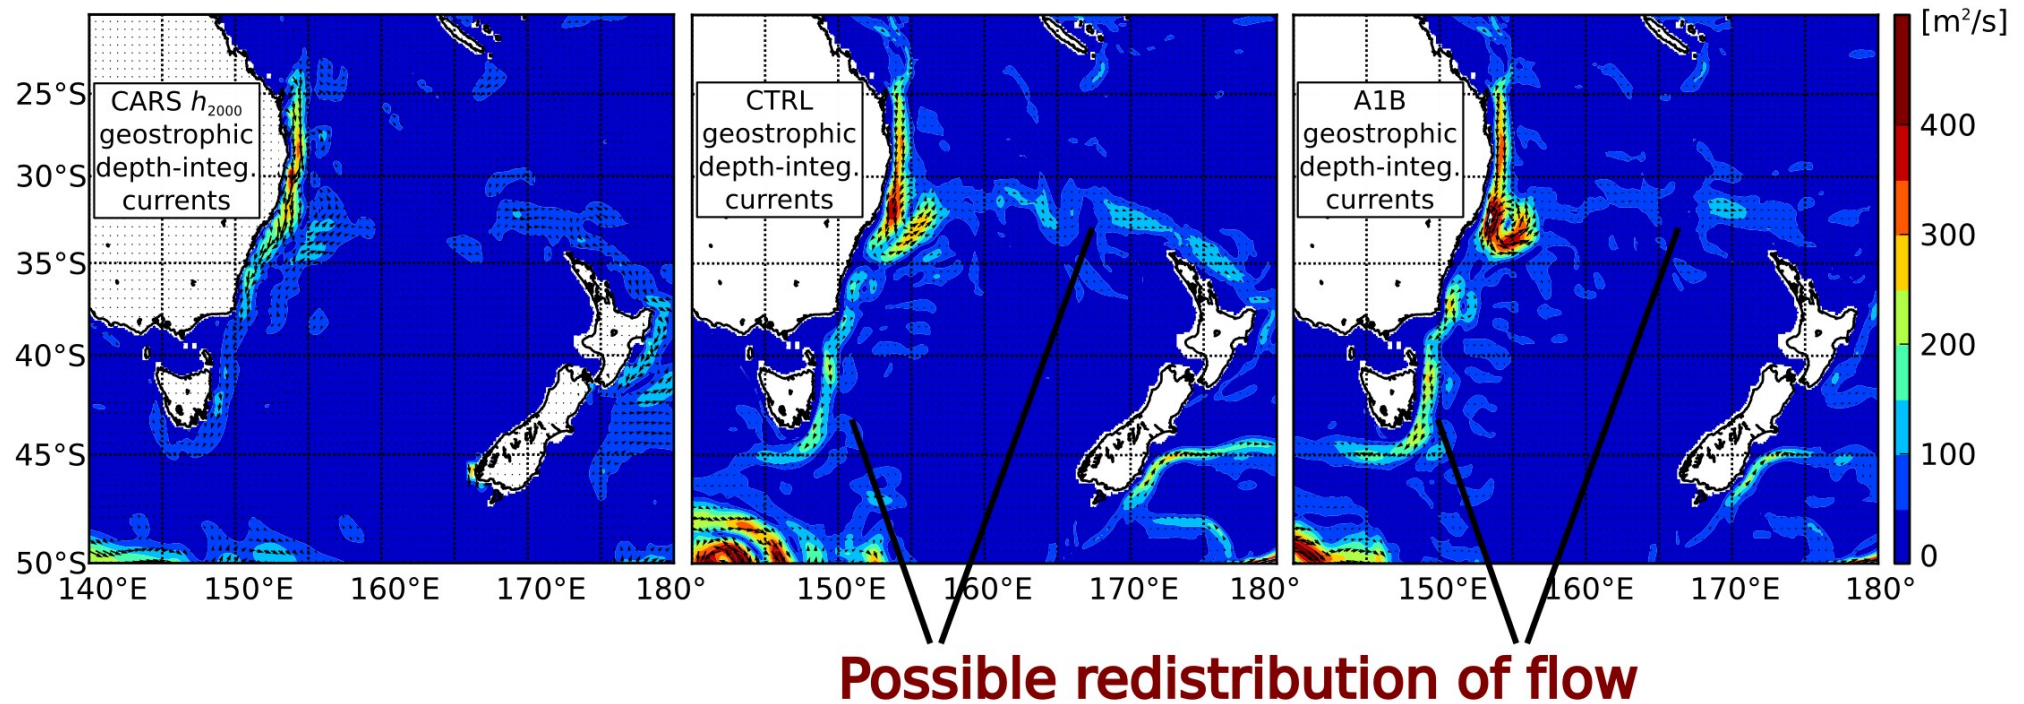 [m²/s]
25°S
30°S
35°S
40°S
45°S
50°S
CARS h₂₀₀₀
geostrophic
depth-integ.
currents
CTRL
geostrophic
depth-integ.
currents
A1B
geostrophic
depth-integ.
currents
400
300
200
100
0
140°E 150°E 160°E 170°E 180° 150°E 160°E 170°E 180° 150°E 160°E 170°E 180°
Possible redistribution of flow